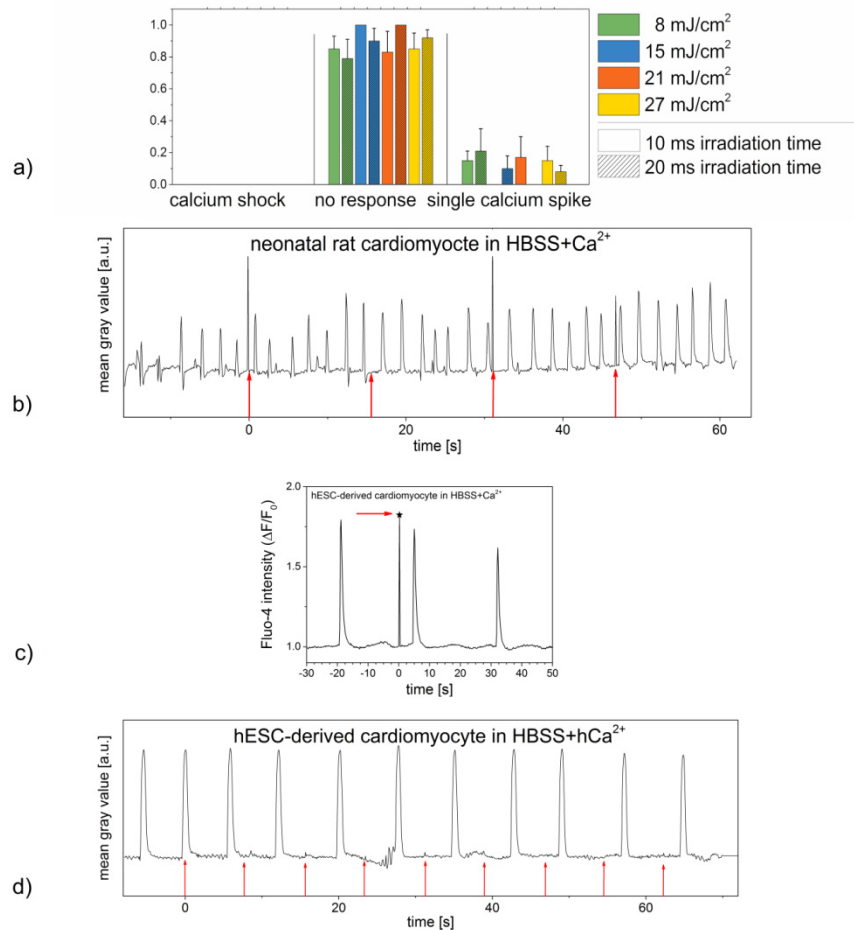 1.0
0.8
0.6
0.4
0.2
0.0
calcium shock no response single calcium spike
8 mJ/cm²
15 mJ/cm²
21 mJ/cm²
27 mJ/cm²
10 ms irradiation time
20 ms irradiation time
a)
neonatal rat cardiomyocte in HBSS+Ca²⁺
mean gray value [a.u.]
0 20 40 60
time [s]
b)
hESC-derived cardiomyocyte in HBSS+Ca²⁺
Fluo-4 intensity (ΔF/F₀)
2.0
1.5
1.0
-30 -20 -10 0 10 20 30 40 50
time [s]
c)
hESC-derived cardiomyocyte in HBSS+hCa²⁺
mean gray value [a.u.]
0 20 40 60
time [s]
d)